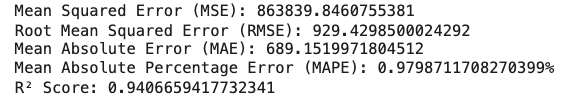 Mean Squared Error (MSE): 863839.8460755381
Root Mean Squared Error (RMSE): 929.4298500024292
Mean Absolute Error (MAE): 689.1519971804512
Mean Absolute Percentage Error (MAPE): 0.9798711708270399%
R² Score: 0.9406659417732341